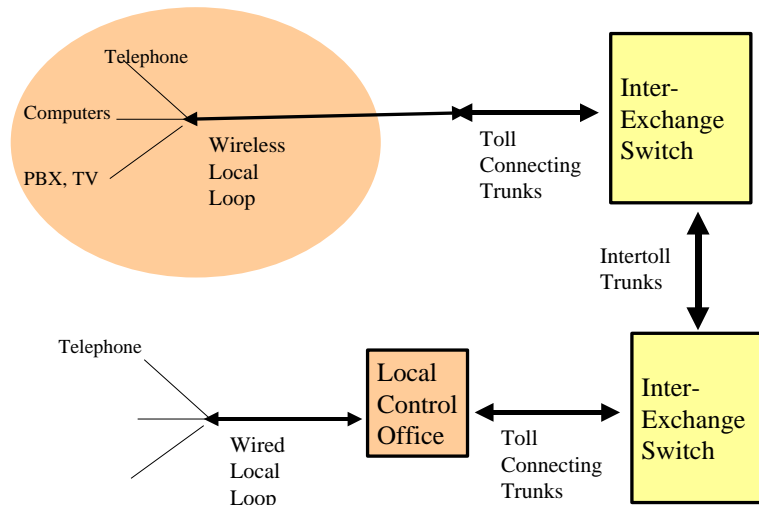 Telephone
Computers
PBX, TV
Wireless
Local
Loop
Toll
Connecting
Trunks
Inter-
Exchange
Switch
Intertoll
Trunks
Telephone
Wired
Local
Loop
Local
Control
Office
Toll
Connecting
Trunks
Inter-
Exchange
Switch